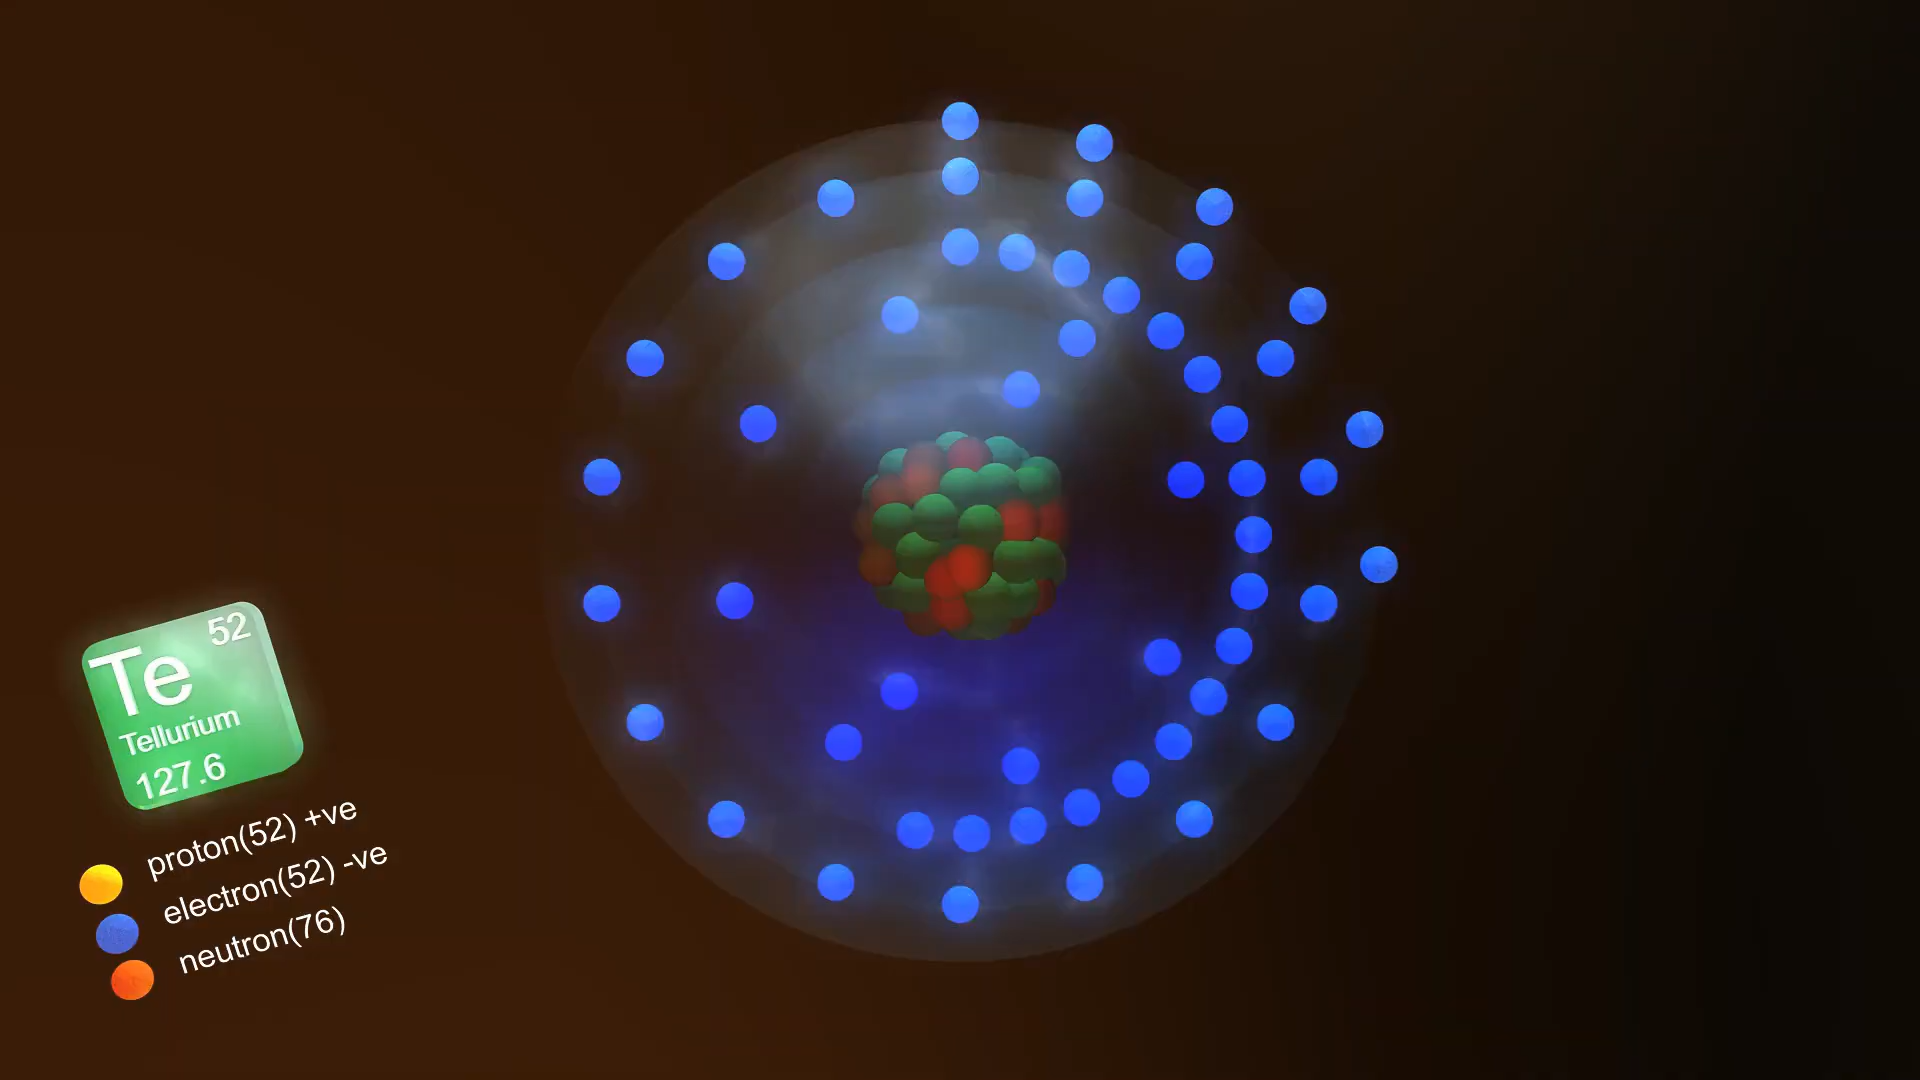 52
Te
Tellurium
127.6
proton(52) +ve
electron(52) -ve
neutron(76)